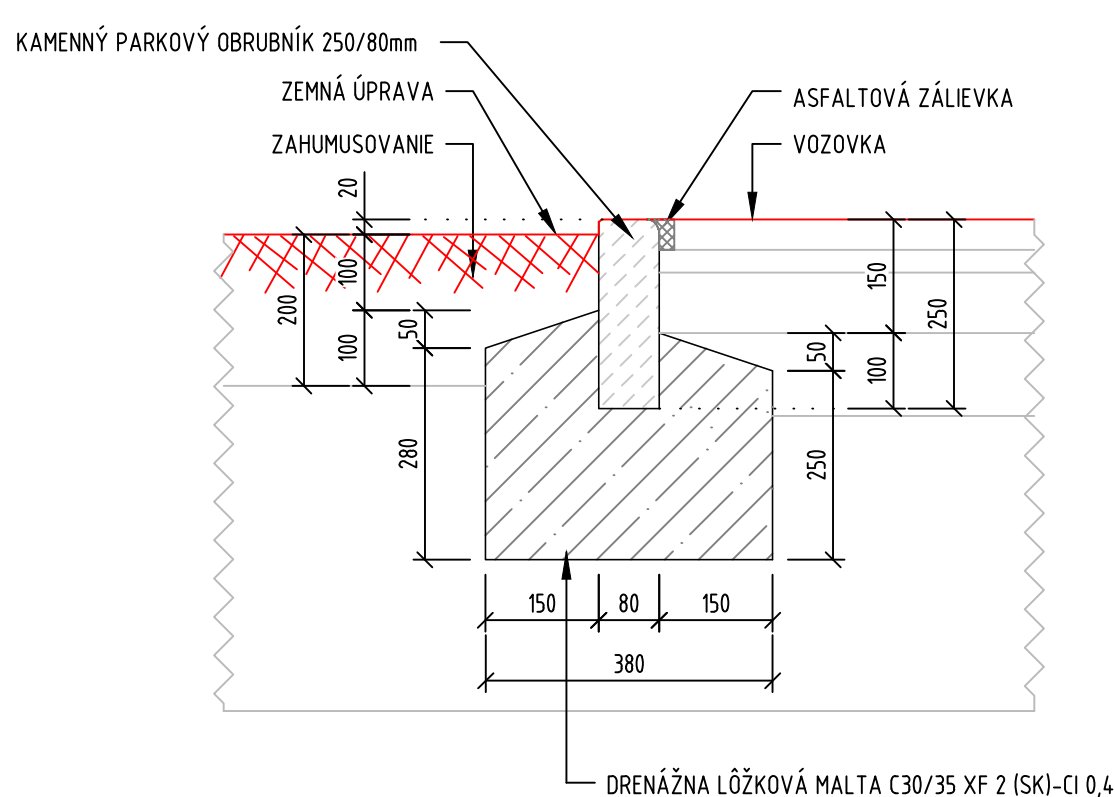 KAMENNÝ PARKOVÝ OBRUBNÍK 250/80mm
ZEMNÁ ÚPRAVA
ASFALTOVÁ ZÁLIEVKA
ZAHUMUSOVANIE
VOZOVKA
20
100
200
50
100
280
150
250
50
100
250
150
80
150
380
DRENÁŽNA LÔŽKOVÁ MALTA C30/35 XF 2 (SK)-Cl 0,4